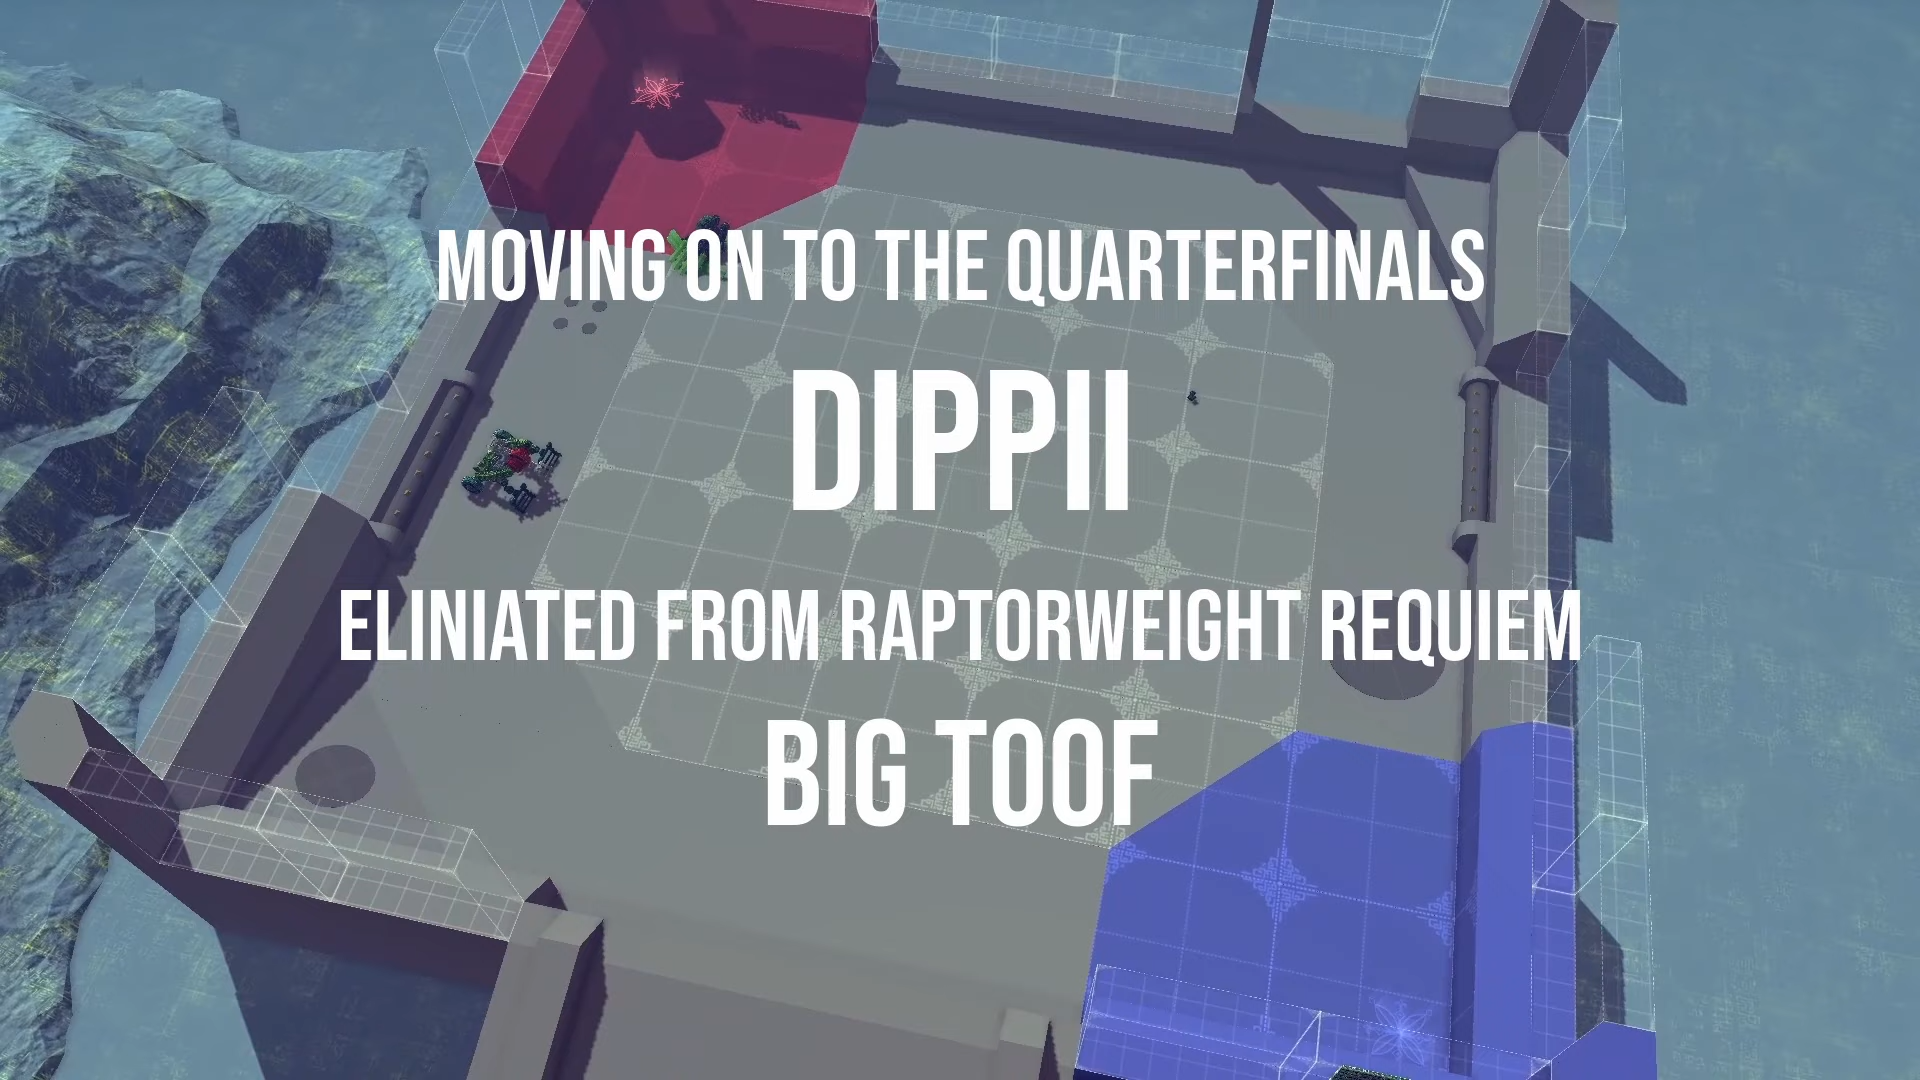 MOVING ON TO THE QUARTERFINALS
DIPPII
ELINIATED FROM RAPTORWEIGHT REQUIEM
BIG TOOF